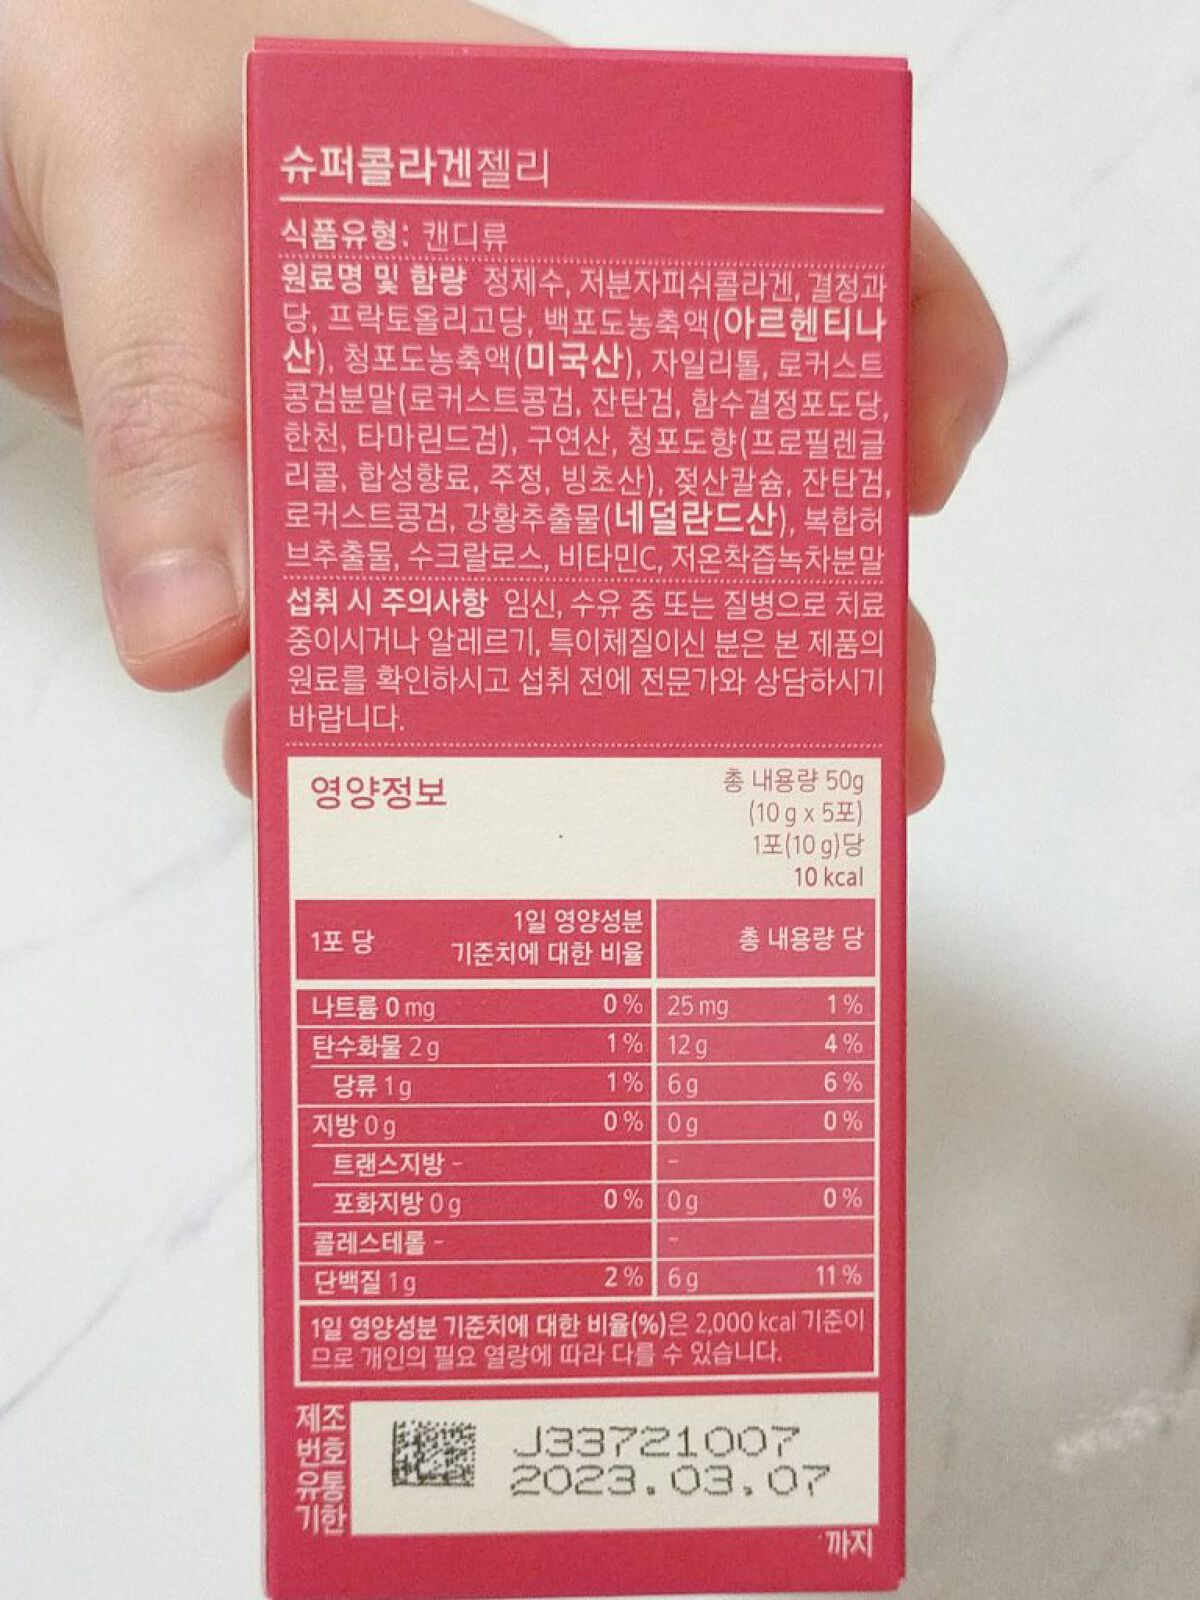 슈퍼콜라겐젤리
식품유형: 캔디류
원료명 및 함량 정제수, 저분자피쉬콜라겐, 결정과
당, 프락토올리고당, 백포도농축액(아르헨티나
산), 청포도농축액(미국산), 자일리톨, 로커스트
콩검분말(로커스트콩검, 잔탄검, 함수결정포도당,
한천, 타마린드검), 구연산, 청포도향(프로필렌글
리콜, 합성향료, 주정, 빙초산), 젖산칼슘, 잔탄검,
로커스트콩검, 강황추출물(네덜란드산), 복합허
브추출물, 수크랄로스, 비타민C, 저온착즙녹차분말
섭취 시 주의사항 임신, 수유 중 또는 질병으로 치료
중이시거나 알레르기, 특이체질이신 분은 본 제품의
원료를 확인하시고 섭취 전에 전문가와 상담하시기
바랍니다.
영양정보
총 내용량 50g
(10 g x 5포)
1포(10 g)당
10 kcal
1포 당 1일 영양성분 기준치에 대한 비율 총 내용량 당
나트륨 0 mg 0 % 25 mg 1 %
탄수화물 2 g 1 % 12 g 4 %
당류 1 g 1 % 6 g 6 %
지방 0 g 0 % 0 g 0 %
트랜스지방 - -
포화지방 0 g 0 % 0 g 0 %
콜레스테롤 - -
단백질 1 g 2 % 6 g 11 %
1일 영양성분 기준치에 대한 비율(%)은 2,000 kcal 기준이
므로 개인의 필요 열량에 따라 다를 수 있습니다.
제조
번호
유통
기한
J33721007
2023.03.07
까지